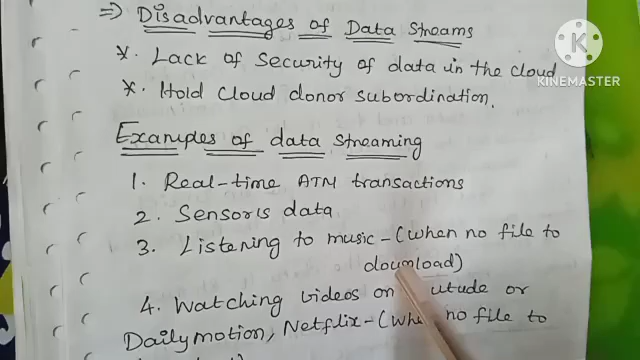 ⇒ Disadvantages of Data Streams
*. Lack of security of data in the cloud
*. Hold Cloud donor subordination.
KINEMASTER
Examples of data streaming
1. Real-time ATM transactions
2. Sensors data
3. Listening to music - (when no file to
download)
4. Watching videos on utude or
Dailymotion, Netflix - (When no file to